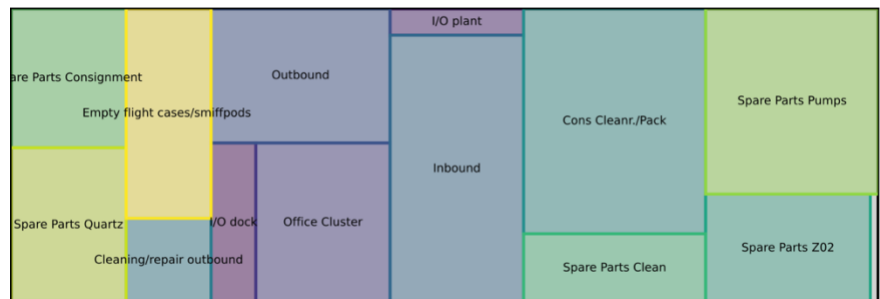 I/O plant
Outbound
are Parts Consignment
Spare Parts Pumps
Empty flight cases/smiffpods
Cons Cleanr./Pack
Inbound
Spare Parts Quartz
I/O dock
Office Cluster
Spare Parts Z02
Cleaning/repair outbound
Spare Parts Clean